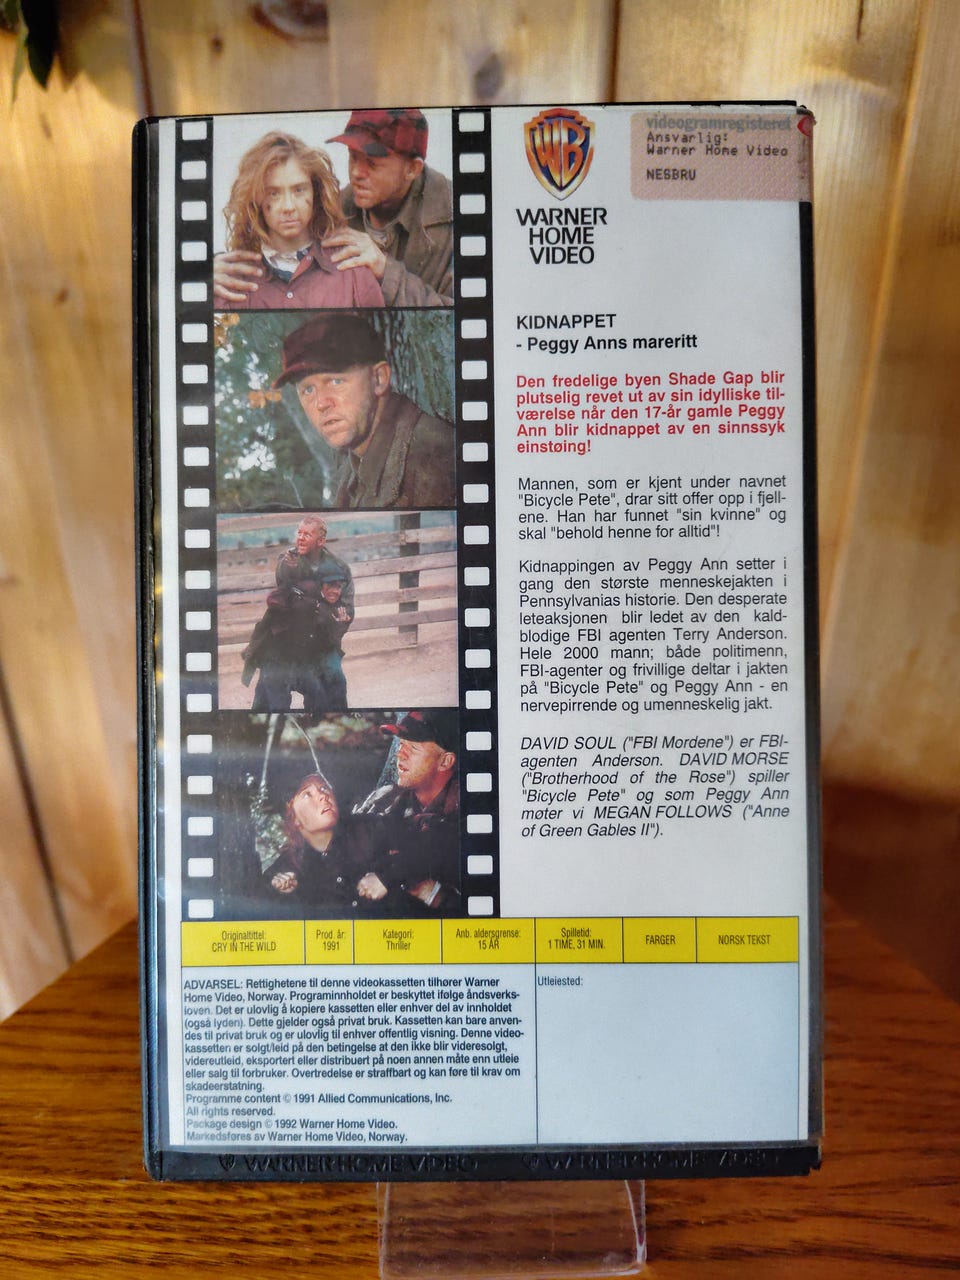 WB
WARNER
HOME
VIDEO
videogramregisteret
Ansvarlig:
Warner Home Video
NESBRU
KIDNAPPET
- Peggy Anns mareritt
Den fredelige byen Shade Gap blir
plutselig revet ut av sin idylliske til-
værelse når den 17-år gamle Peggy
Ann blir kidnappet av en sinnssyk
einstøing!
Mannen, som er kjent under navnet
"Bicycle Pete", drar sitt offer opp i fjell-
ene. Han har funnet "sin kvinne" og
skal "behold henne for alltid"!
Kidnappingen av Peggy Ann setter i
gang den største menneskejakten i
Pennsylvanias historie. Den desperate
leteaksjonen blir ledet av den kald-
blodige FBI agenten Terry Anderson.
Hele 2000 mann; både politimenn,
FBI-agenter og frivillige deltar i jakten
på "Bicycle Pete" og Peggy Ann - en
nervepirrende og umenneskelig jakt.
DAVID SOUL ("FBI Mordene") er FBI-
agenten Anderson. DAVID MORSE
("Brotherhood of the Rose") spiller
"Bicycle Pete" og som Peggy Ann
møter vi MEGAN FOLLOWS ("Anne
of Green Gables II").
Originaltittel: Prod. år: Kategori: Anb. aldersgrense: Spilletid:
CRY IN THE WILD 1991 Thriller 15 ÅR 1 TIME, 31 MIN. FARGER NORSK TEKST
ADVARSEL: Rettighetene til denne videokassetten tilhører Warner
Home Video, Norway. Programinnholdet er beskyttet ifølge åndsverks-
loven. Det er ulovlig å kopiere kassetten eller enhver del av innholdet
(også lyden). Dette gjelder også privat bruk. Kassetten kan bare anven-
des til privat bruk og er ulovlig til enhver offentlig visning. Denne video-
kassetten er solgt/leid på den betingelse at den ikke blir videresolgt,
videreutleid, eksportert eller distribuert på noen annen måte enn utleie
eller salg til forbruker. Overtredelse er straffbart og kan føre til krav om
skadeerstatning.
Programme content © 1991 Allied Communications, Inc.
All rights reserved.
Package design © 1992 Warner Home Video.
Markedsføres av Warner Home Video, Norway.
Utleiested:
WARNER HOME VIDEO WARNER HOME VIDEO